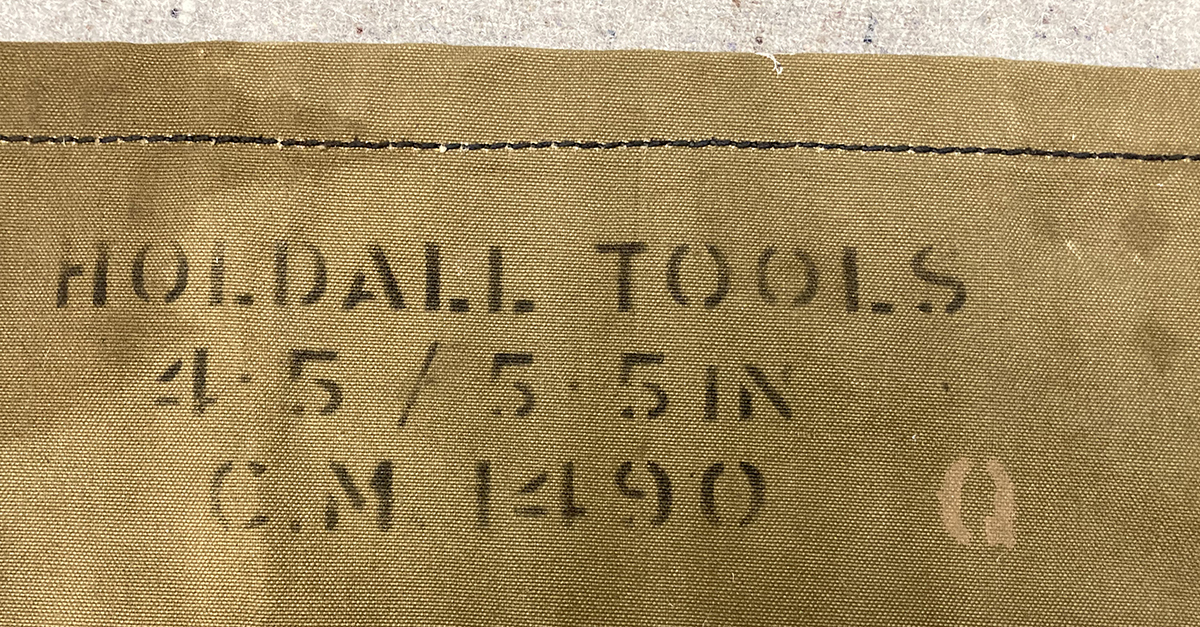 HOLDALL TOOLS
4·5 / 5·5 IN
C.M. 1490